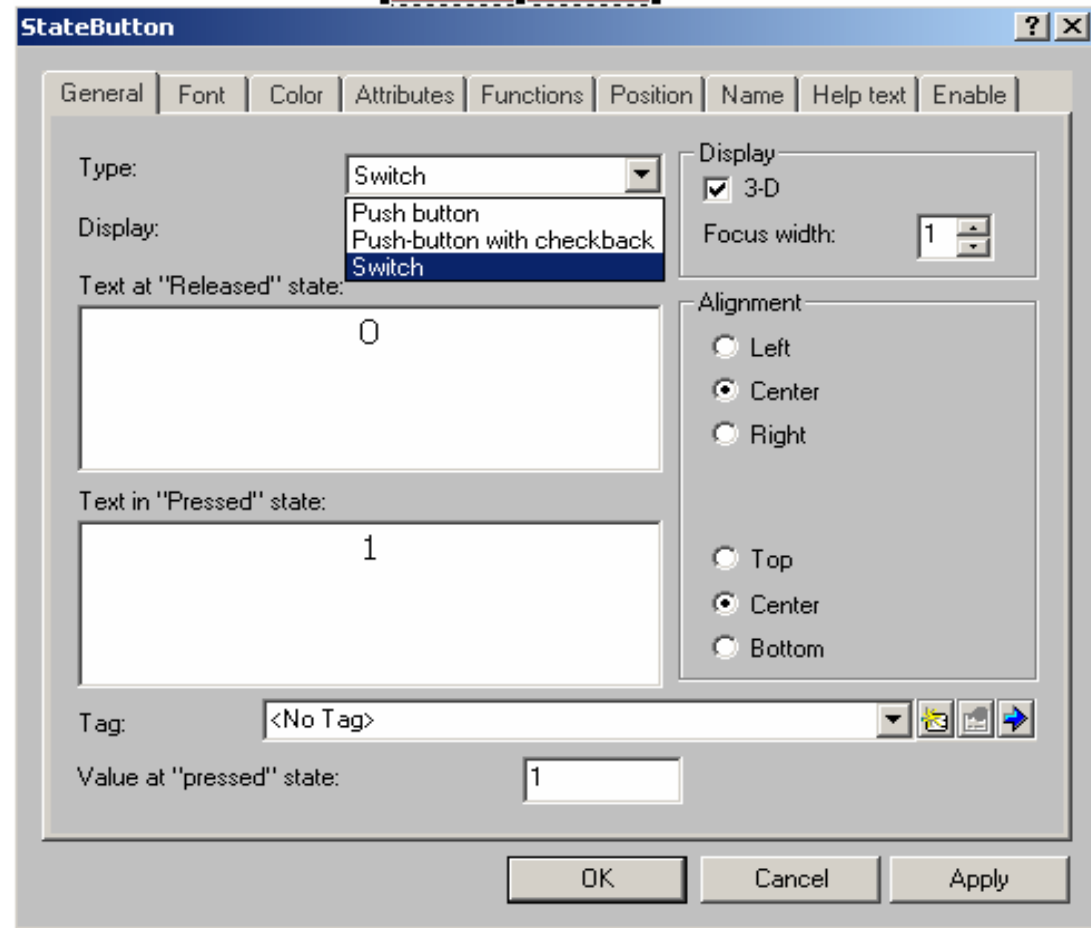 StateButton
General Font Color Attributes Functions Position Name Help text Enable
Type:
Switch
Push button
Push-button with checkback
Switch
Display:
Text at "Released" state:
0
Text in "Pressed" state:
1
Display
3-D
Focus width:
1
Alignment
Left
Center
Right
Top
Center
Bottom
Tag:
<No Tag>
Value at "pressed" state:
1
OK Cancel Apply